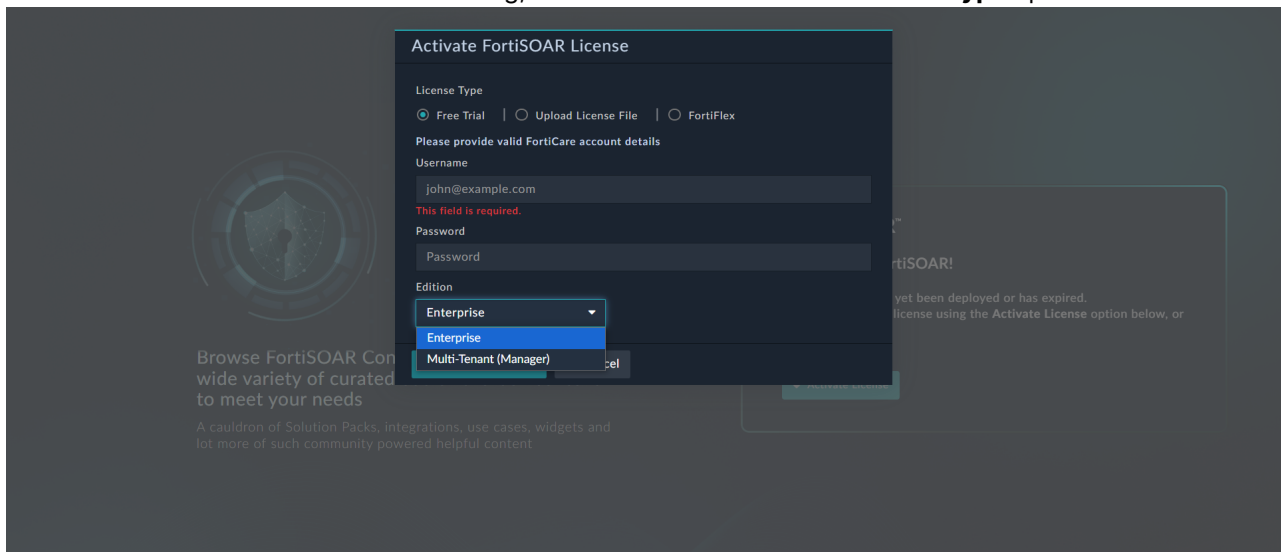 Activate FortiSOAR License
License Type
Free Trial | Upload License File | FortiFlex
Please provide valid FortiCare account details
Username
john@example.com
This field is required.
Password
Password
Edition
Enterprise
Enterprise
Multi-Tenant (Manager)
cel
rtiSOAR!
yet been deployed or has expired.
license using the Activate License option below, or
Activate License
Browse FortiSOAR Con
wide variety of curated
to meet your needs
A cauldron of Solution Packs, integrations, use cases, widgets and
lot more of such community powered helpful content